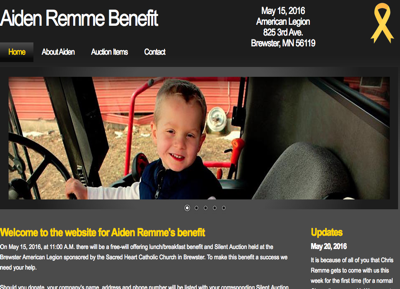 Aiden Remme Benefit
May 15, 2016
American Legion
825 3rd Ave.
Brewster, MN 56119
Home About Aiden Auction Items Contact
Welcome to the website for Aiden Remme's benefit
On May 15, 2016, at 11:00 A.M. there will be a free-will offering lunch/breakfast benefit and Silent Auction held at the
Brewster American Legion sponsored by the Sacred Heart Catholic Church in Brewster. To make this benefit a success we
need your help.
Should you donate, your company's name, address and phone number will be listed with your corresponding Silent Auction
Updates
May 20, 2016
It is because of all of you that Chris
Remme gets to come with us this
week for the first time (for a normal